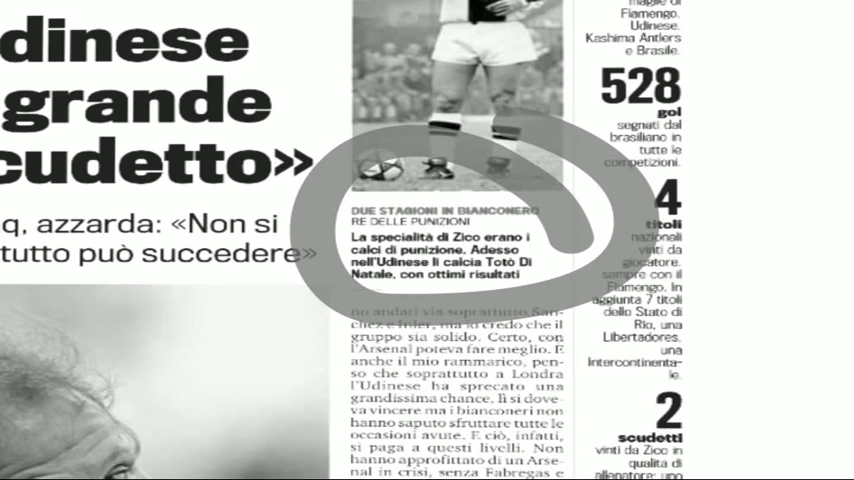 dinese
grande
cudetto»
q, azzarda: «Non si
tutto può succedere»
DUE STAGIONI IN BIANCONERO
RE DELLE PUNIZIONI
La specialità di Zico erano i
calci di punizione. Adesso
nell'Udinese li calcia Totò Di
Natale, con ottimi risultati
no andati via soprattutto San-
chez e Inler, ma io credo che il
gruppo sia solido. Certo, con
l'Arsenal poteva fare meglio. E
anche il mio rammarico, pen-
so che soprattutto a Londra
l'Udinese ha sprecato una
grandissima chance, lì si dove-
va vincere ma i bianconeri non
hanno saputo sfruttare tutte le
occasioni avute. E ciò, infatti,
si paga a questi livelli. Non
hanno approfittato di un Arse-
nal in crisi, senza Fabregas e
maglie di
Flamengo,
Udinese,
Kashima Antlers
e Brasile.
528
gol
segnati dal
brasiliano in
tutte le
competizioni.
4
titoli
nazionali
vinti da
giocatore,
sempre con il
Flamengo. In
aggiunta 7 titoli
dello Stato di
Rio, una
Libertadores,
una
Intercontinenta-
le.
2
scudetti
vinti da Zico in
qualità di
allenatore: uno